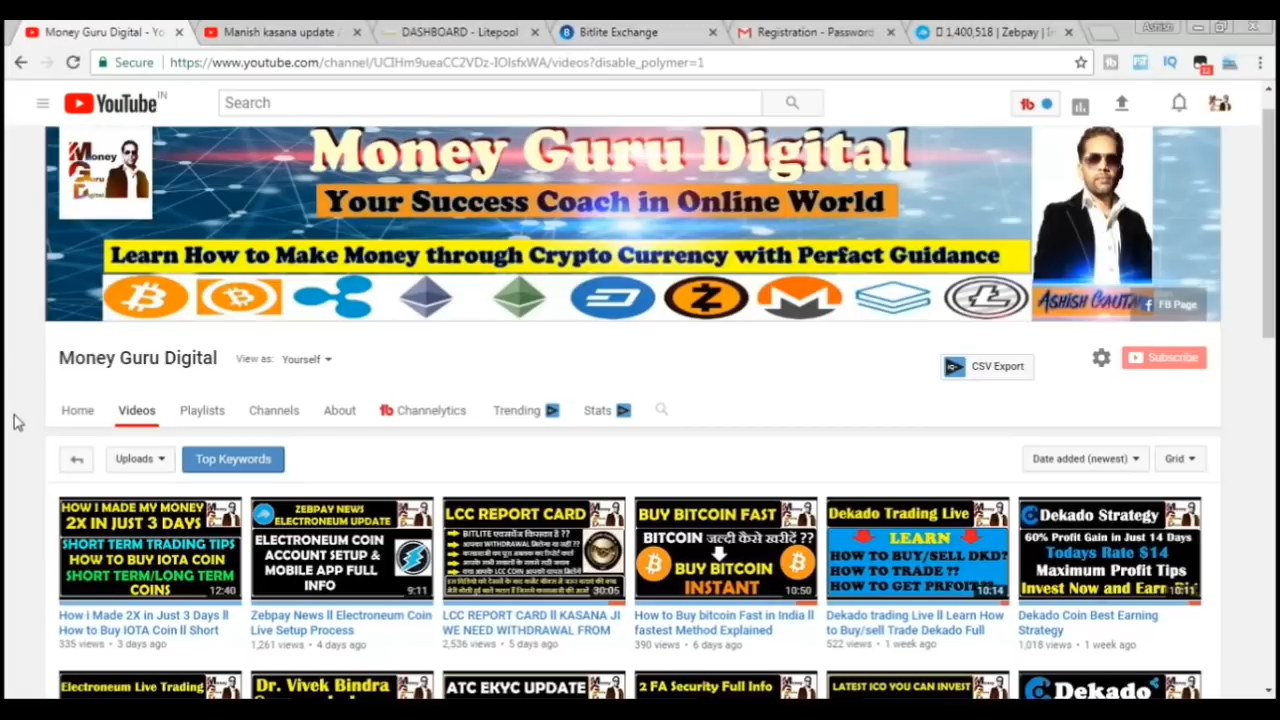 Money Guru Digital - Yo
Manish kasana update
DASHBOARD - Litepool
Bitlite Exchange
Registration - Password
1,400,518 | Zebpay | I
Ashish
Secure
https://www.youtube.com/channel/UCIHm9ueaCC2VDz-IOIsfxWA/videos?disable_polymer=1
YouTube IN
Search
Money Guru Digital
Money Guru Digital
Your Success Coach in Online World
Learn How to Make Money through Crypto Currency with Perfact Guidance
FB Page
Money Guru Digital
View as: Yourself
CSV Export
Subscribe
Home
Videos
Playlists
Channels
About
Channelytics
Trending
Stats
Uploads
Top Keywords
Date added (newest)
Grid
HOW I MADE MY MONEY
2X IN JUST 3 DAYS
SHORT TERM TRADING TIPS
HOW TO BUY IOTA COIN
SHORT TERM/LONG TERM
COINS
12:40
How i Made 2X in Just 3 Days ll
How to Buy IOTA Coin ll Short
335 views • 3 days ago
ZEBPAY NEWS
ELECTRONEUM UPDATE
ELECTRONEUM COIN
ACCOUNT SETUP &
MOBILE APP FULL
INFO
9:11
Zebpay News ll Electroneum Coin
Live Setup Process
1,261 views • 4 days ago
LCC REPORT CARD
30:05
LCC REPORT CARD ll KASANA JI
WE NEED WITHDRAWAL FROM
2,536 views • 5 days ago
BUY BITCOIN FAST
BITCOIN जल्दी कैसे खरीदें ??
BUY BITCOIN
INSTANT
10:50
How to Buy bitcoin Fast in India ll
fastest Method Explained
390 views • 6 days ago
Dekado Trading Live
LEARN
HOW TO BUY/SELL DKD?
HOW TO TRADE ??
HOW TO GET PRFOIT
10:14
Dekado trading Live ll Learn How
to Buy/sell Trade Dekado Full
522 views • 1 week ago
Dekado Strategy
60% Profit Gain in Just 14 Days
Todays Rate $14
Maximum Profit Tips
Invest Now and Earn
10:11
Dekado Coin Best Earning
Strategy
1,018 views • 1 week ago
Electroneum Live Trading
Dr. Vivek Bindra
ATC EKYC UPDATE
2 FA Security Full Info
LATEST ICO YOU CAN INVEST
Dekado